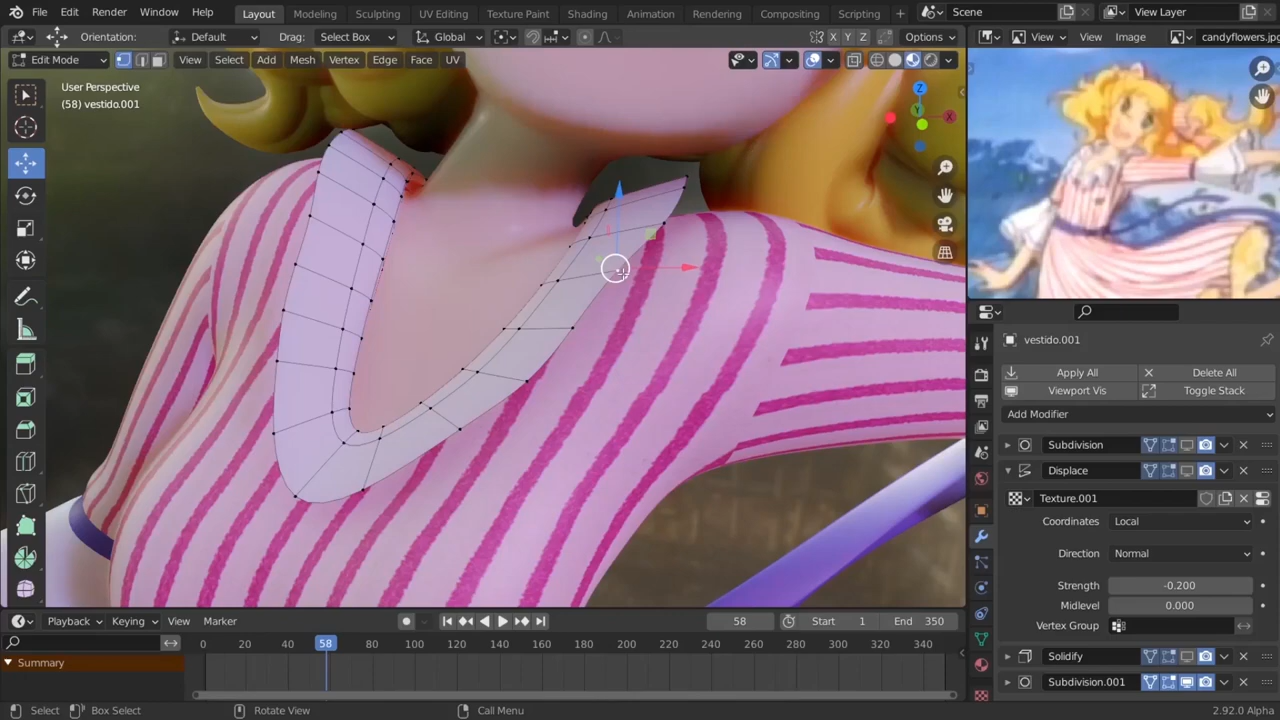 File Edit Render Window Help Layout Modeling Sculpting UV Editing Texture Paint Shading Animation Rendering Compositing Scripting + Scene View Layer
Orientation: Default Drag: Select Box Global X Y Z Options View View Image candyflowers.jpg
Edit Mode View Select Add Mesh Vertex Edge Face UV
User Perspective
(58) vestido.001
Z
Y
X
vestido.001
Apply All Delete All
Viewport Vis Toggle Stack
Add Modifier
Subdivision
Displace
Texture.001
Coordinates Local
Direction Normal
Strength -0.200
Midlevel 0.000
Vertex Group
Solidify
Subdivision.001
Playback Keying View Marker 58 Start 1 End 350
0 20 40 58 80 100 120 140 160 180 200 220 240 260 280 300 320 340
Summary
Select Box Select Rotate View Call Menu 2.92.0 Alpha